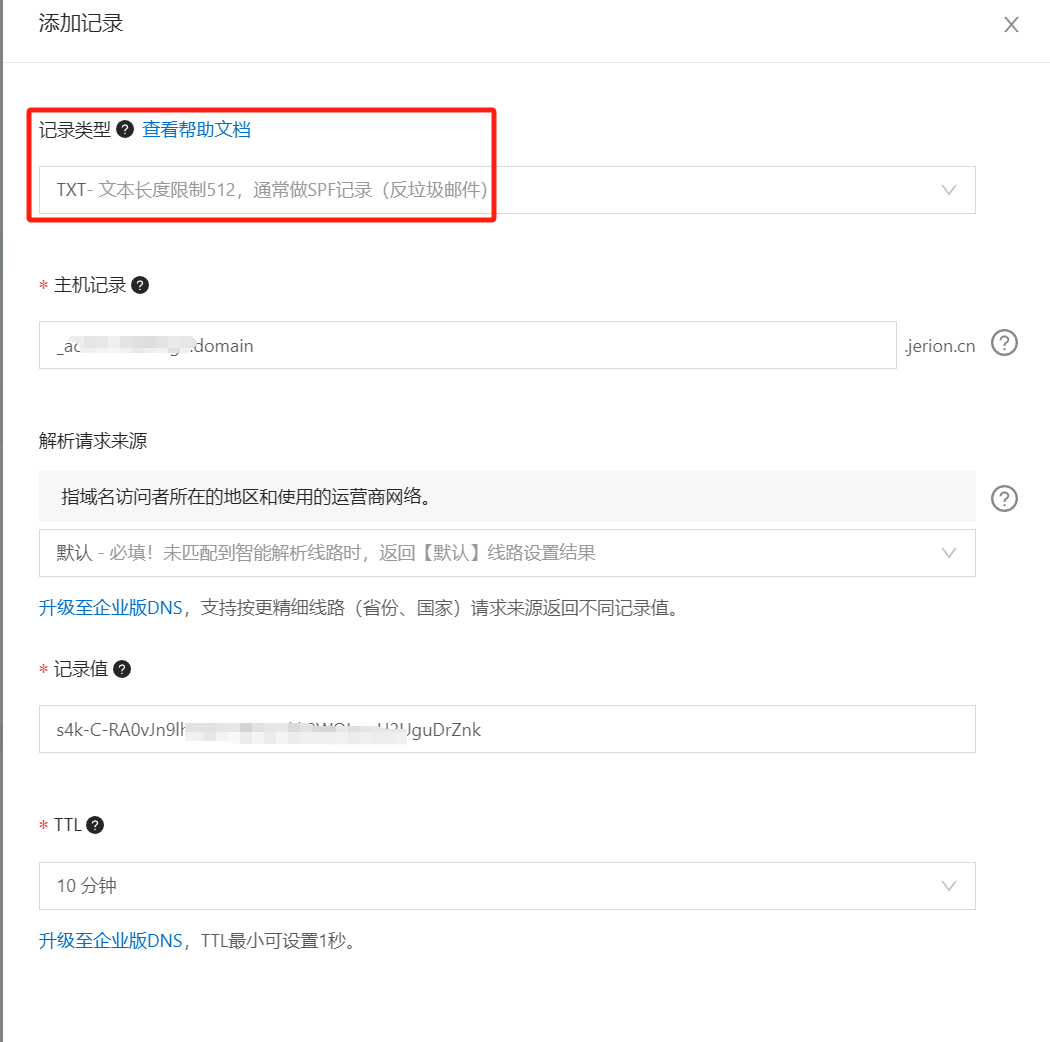 添加记录
记录类型 查看帮助文档
TXT- 文本长度限制512，通常做SPF记录（反垃圾邮件）
* 主机记录
.domain .jerion.cn
解析请求来源
指域名访问者所在的地区和使用的运营商网络。
默认 - 必填！未匹配到智能解析线路时，返回【默认】线路设置结果
升级至企业版DNS，支持按更精细线路（省份、国家）请求来源返回不同记录值。
* 记录值
s4k-C-RA0vJn9l UguDrZnk
* TTL
10 分钟
升级至企业版DNS，TTL最小可设置1秒。